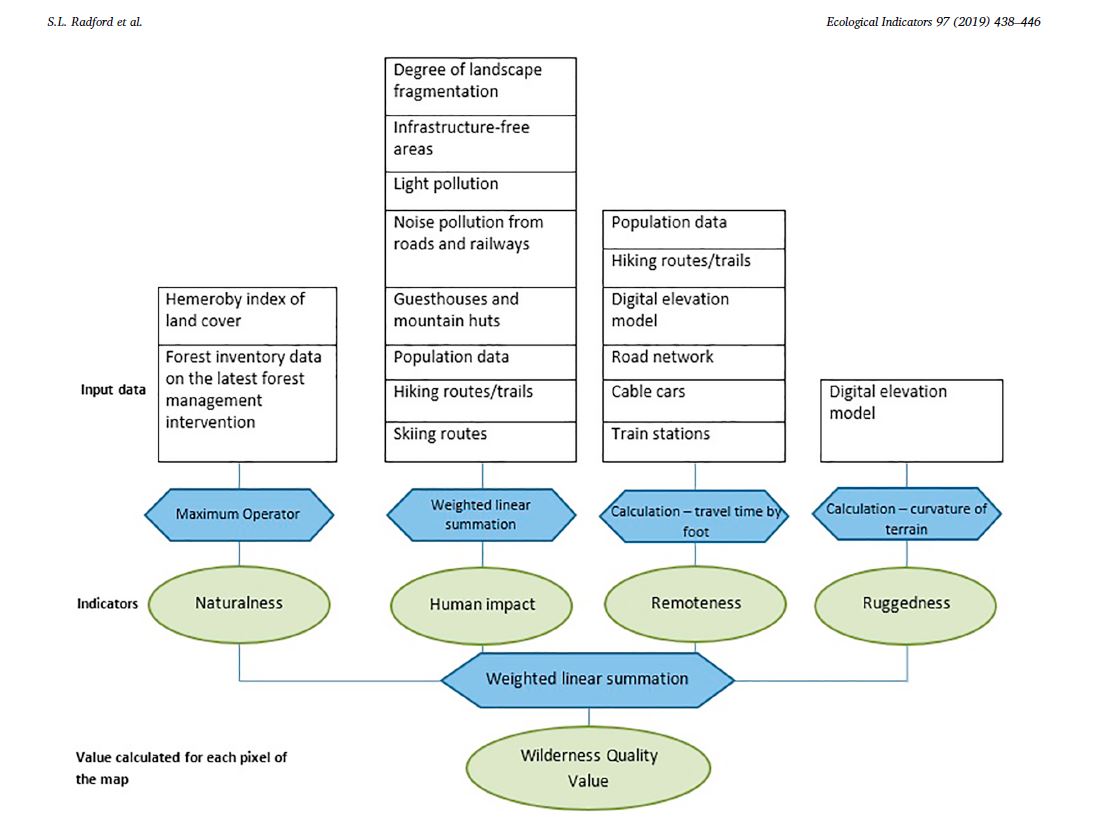 S.L. Radford et al.
Ecological Indicators 97 (2019) 438–446
Degree of landscape
fragmentation
Infrastructure-free
areas
Light pollution
Noise pollution from
roads and railways
Guesthouses and
mountain huts
Population data
Hiking routes/trails
Skiing routes
Population data
Hiking routes/trails
Digital elevation
model
Road network
Cable cars
Train stations
Hemeroby index of
land cover
Forest inventory data
on the latest forest
management
intervention
Digital elevation
model
Input data
Maximum Operator
Weighted linear
summation
Calculation – travel time by
foot
Calculation – curvature of
terrain
Indicators
Naturalness
Human impact
Remoteness
Ruggedness
Weighted linear summation
Value calculated for each pixel of
the map
Wilderness Quality
Value